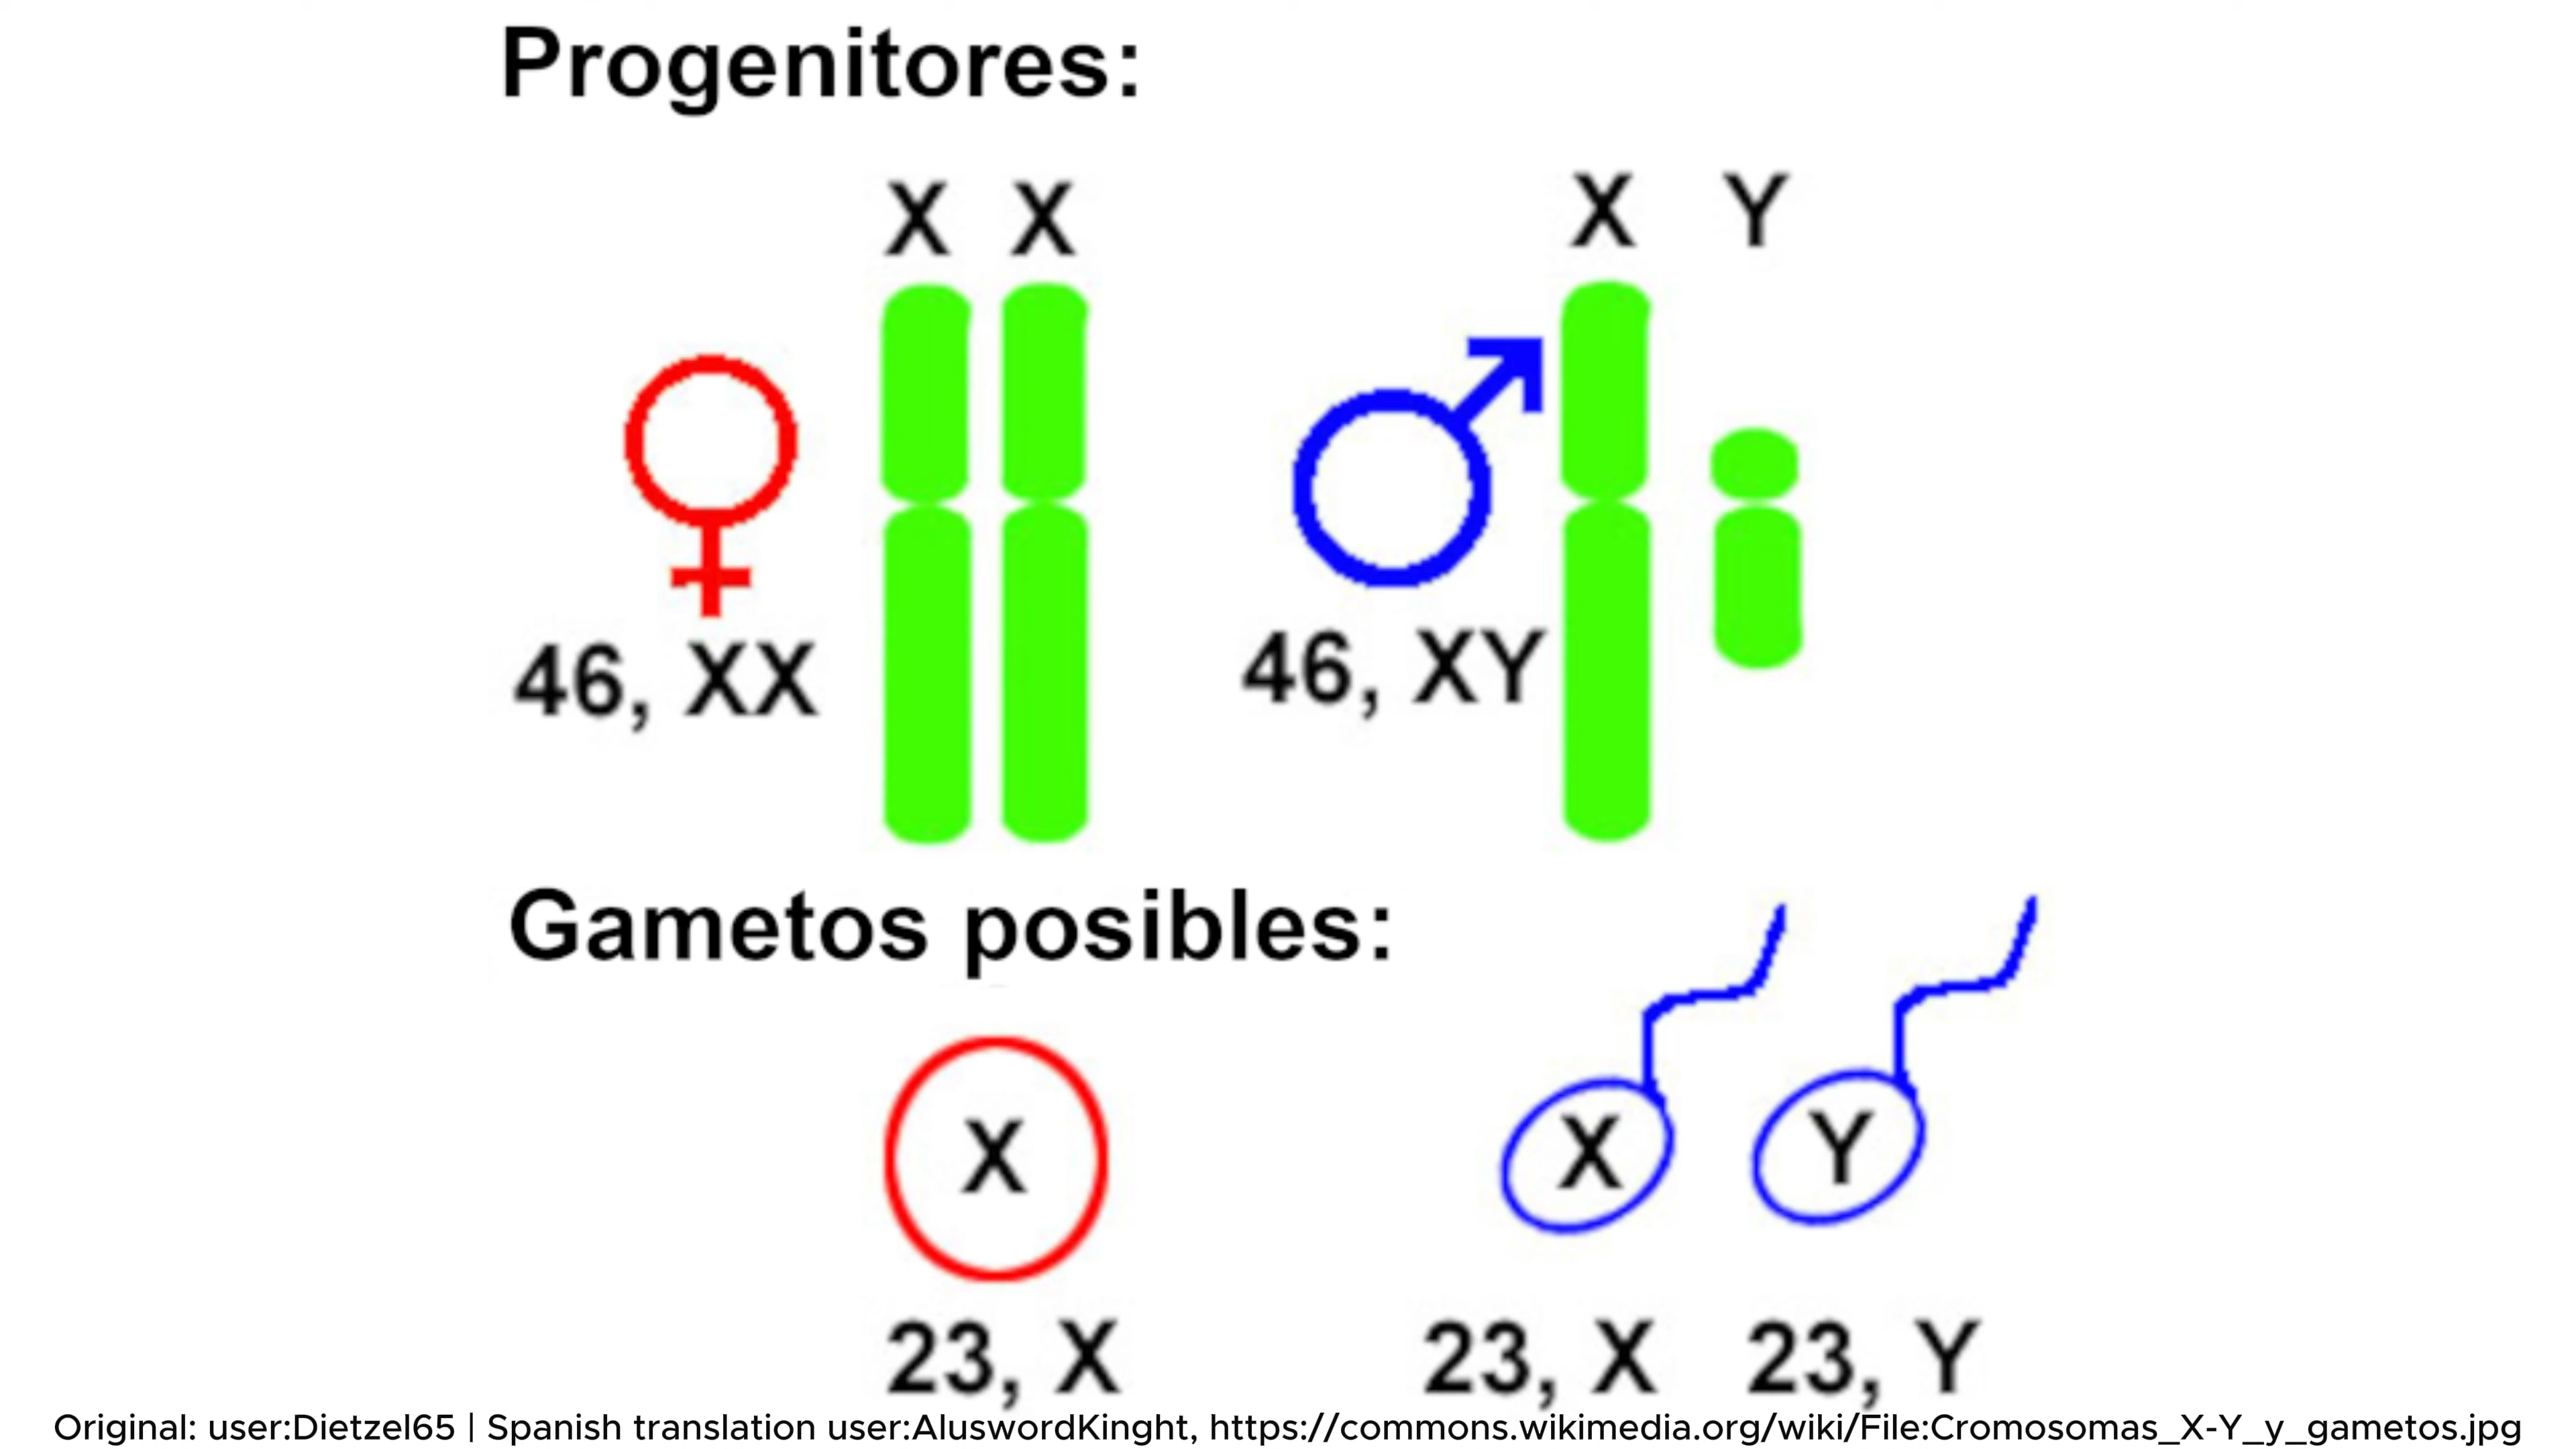 Progenitores:
X X
X Y
46, XX
46, XY
Gametos posibles:
X
X
Y
23, X
23, X
23, Y
Original: user:Dietzel65 | Spanish translation user:AluswordKinght, https://commons.wikimedia.org/wiki/File:Cromosomas_X-Y_y_gametos.jpg